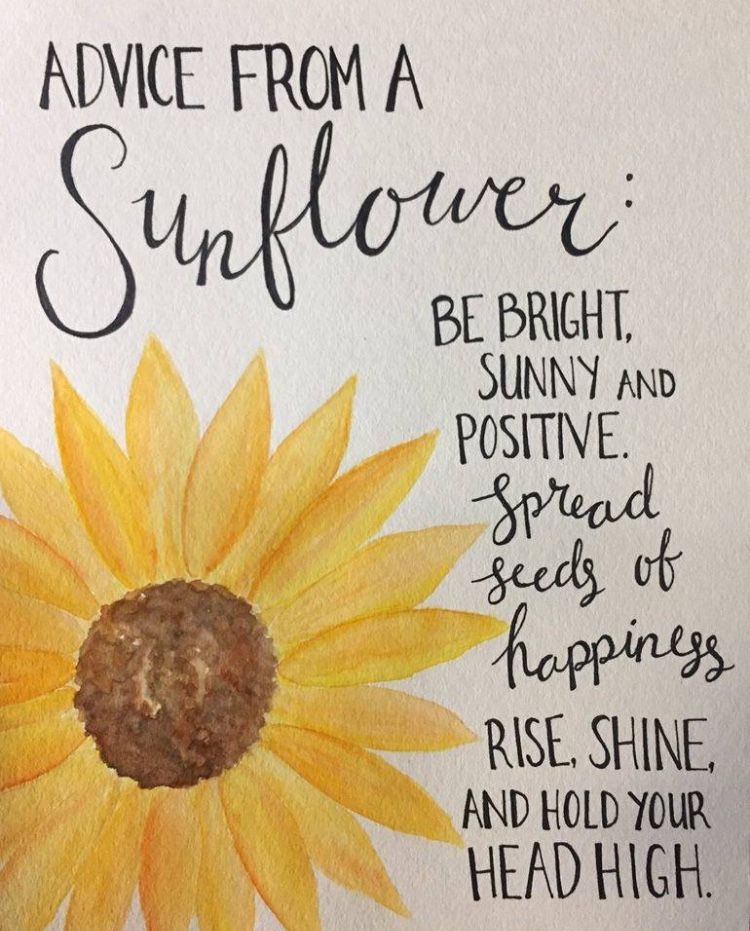 ADVICE FROM A
Sunflower:
BE BRIGHT,
SUNNY AND
POSITIVE.
Spread
seeds of
happiness
RISE, SHINE,
AND HOLD YOUR
HEAD HIGH.